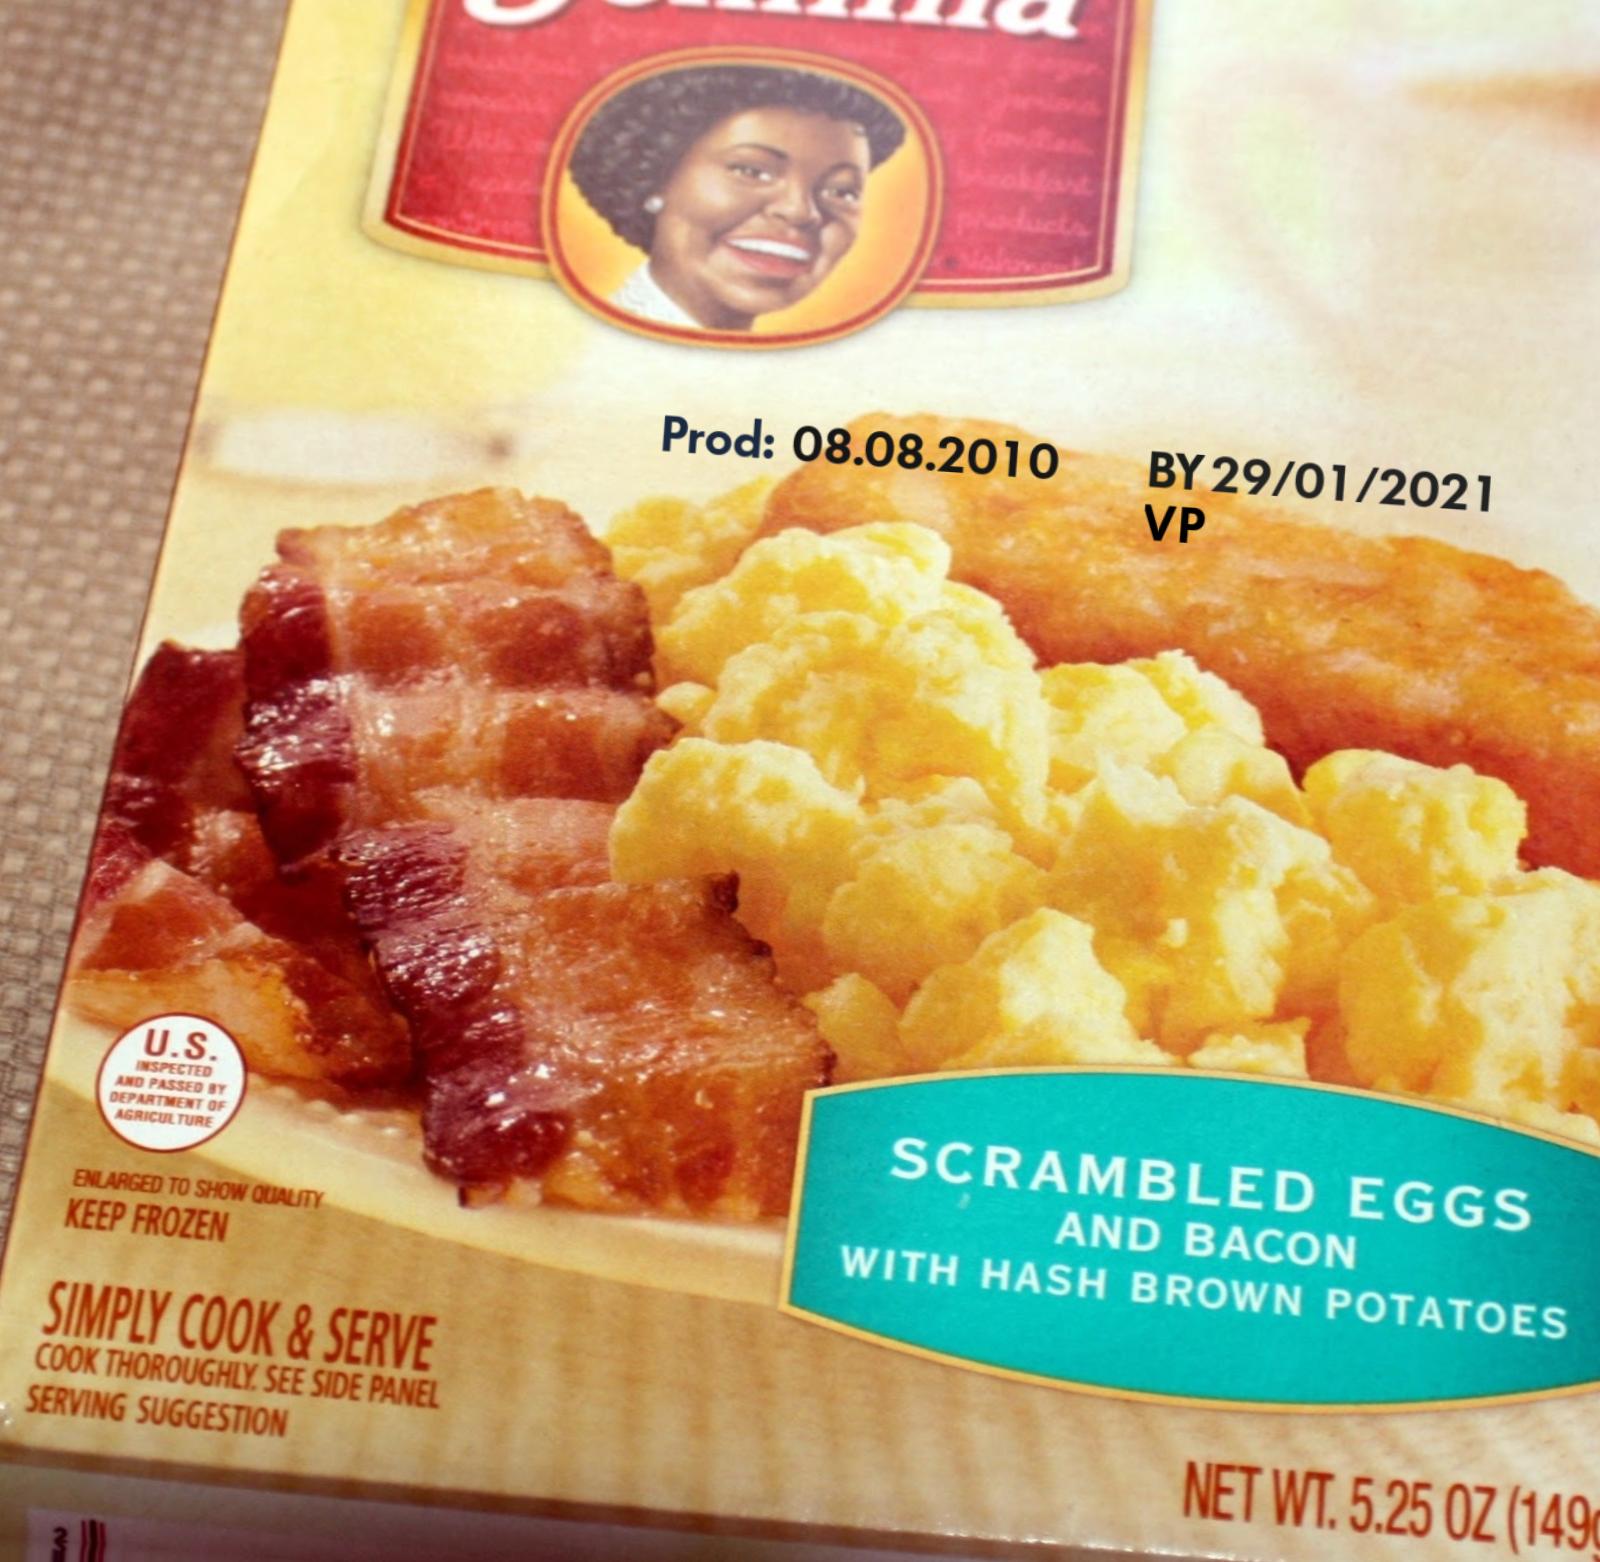 Prod: 08.08.2010
BY 29/01/2021
VP
U.S.
INSPECTED
AND PASSED BY
DEPARTMENT OF
AGRICULTURE
ENLARGED TO SHOW QUALITY
KEEP FROZEN
SIMPLY COOK & SERVE
COOK THOROUGHLY. SEE SIDE PANEL
SERVING SUGGESTION
SCRAMBLED EGGS
AND BACON
WITH HASH BROWN POTATOES
NET WT. 5.25 OZ (149g